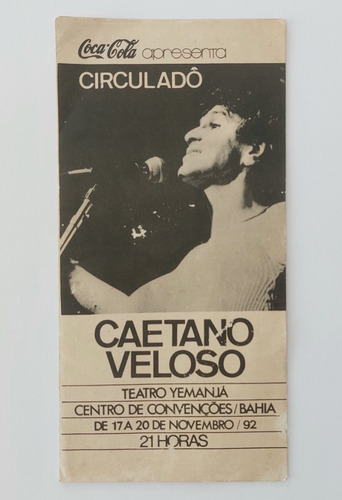 Coca-Cola apresenta
CIRCULADÔ
CAETANO
VELOSO
TEATRO YEMANJÁ
CENTRO DE CONVENÇÕES/BAHIA
DE 17 A 20 DE NOVEMBRO / 92
21 HORAS